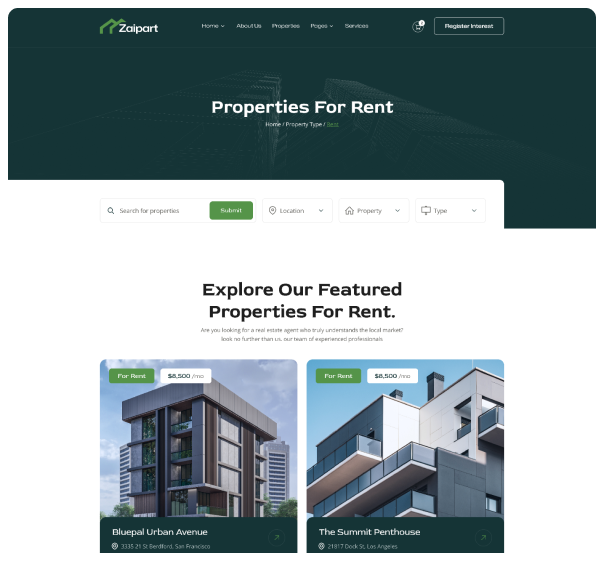 Zaipart
Home
About Us
Properties
Pages
Services
Register Interest
Properties For Rent
Home / Property Type / Rent
Search for properties
Submit
Location
Property
Type
Explore Our Featured
Properties For Rent.
Are you looking for a real estate agent who truly understands the local market?
look no further than us. our team of experienced professionals
For Rent
$8,500 /mo
For Rent
$8,500 /mo
Bluepal Urban Avenue
3335 21 St Berdford, San Francisco
The Summit Penthouse
21817 Dock St, Los Angeles